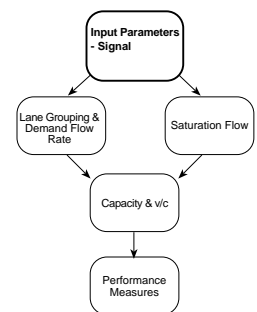 Input Parameters
- Signal
Lane Grouping &
Demand Flow
Rate
Saturation Flow
Capacity & v/c
Performance
Measures